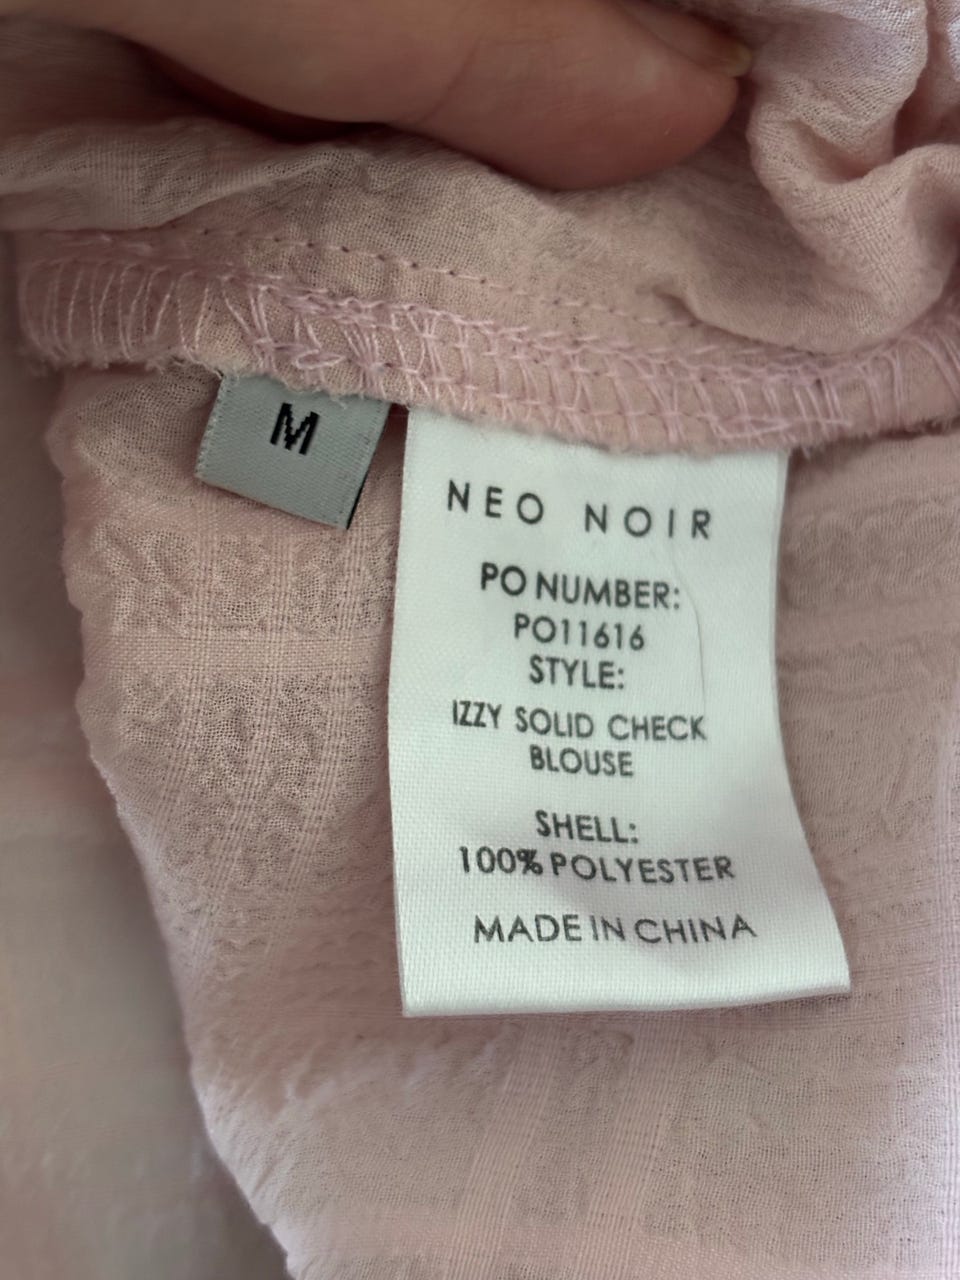 M
NEO NOIR
PO NUMBER:
PO11616
STYLE:
IZZY SOLID CHECK
BLOUSE
SHELL:
100% POLYESTER
MADE IN CHINA